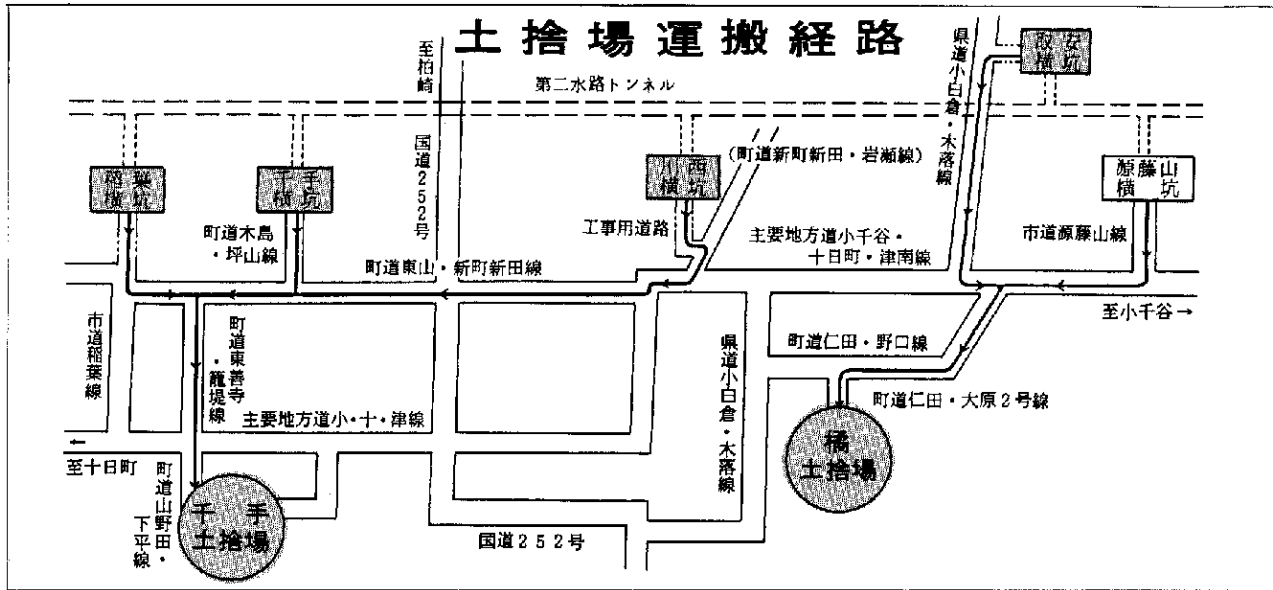 土捨場運搬経路
至柏崎
国道252号
第二水路トンネル
県道小白倉・木落線
安坑
横
稲葉
横坑
千手
横坑
川西
横坑
(町道新町新田・岩瀬線)
源藤山
横坑
町道木島
・坪山線
工事用道路
主要地方道小千谷・
十日町・津南線
市道源藤山線
町道東山・新町新田線
至小千谷→
市道稲葉線
町道東善寺
・籠堤線
主要地方道小・十・津線
県道小白倉・木落線
町道仁田・野口線
町道仁田・大原2号線
←
至十日町
町道山野田・
下平線
千手
土捨場
橘
土捨場
国道252号